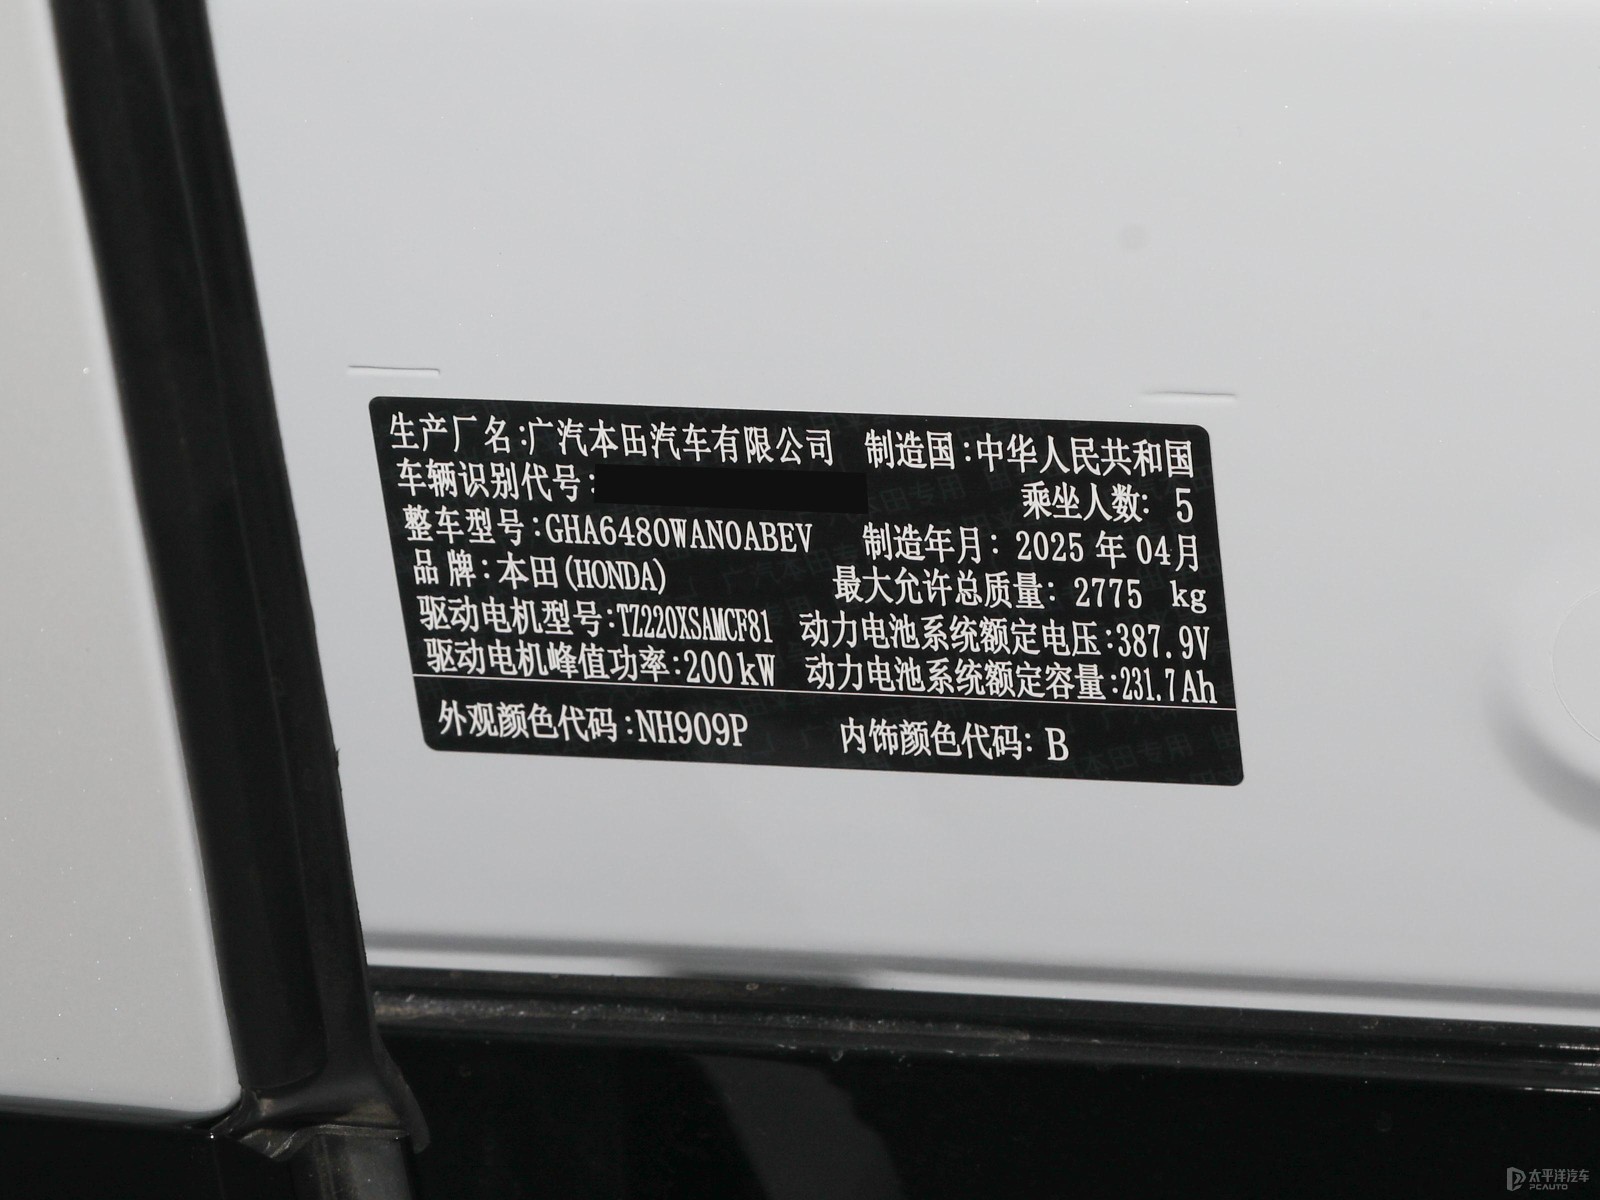 生产厂名:广汽本田汽车有限公司 制造国:中华人民共和国
车辆识别代号: 乘坐人数: 5
整车型号:GHA6480WAN0ABEV 制造年月: 2025 年 04月
品 牌:本田(HONDA) 最大允许总质量: 2775 kg
驱动电机型号:TZ220XSAMCF81 动力电池系统额定电压:387.9V
驱动电机峰值功率:200kW 动力电池系统额定容量:231.7Ah
外观颜色代码:NH909P 内饰颜色代码: B
太平洋汽车
PCAUTO